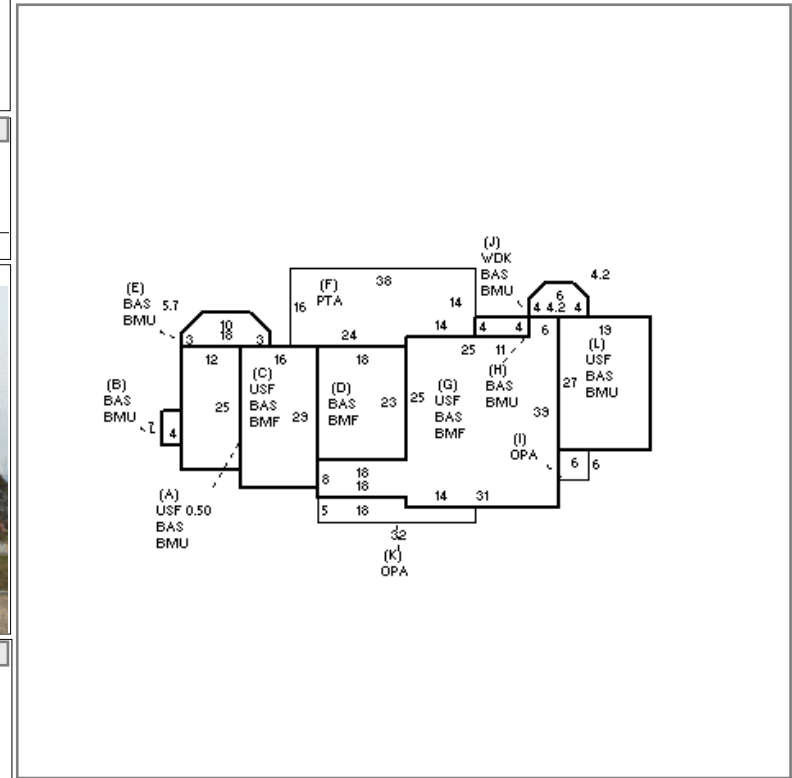 (J)
WDK
BAS
BMU
4.2
(E)
BAS
BMU
5.7
(F)
PTA
38
16
14
6
4 4.2 4
10
18
3 3
24
14
4 4
6
19
12
16
18
25
11
(L)
USF
BAS
BMU
(C)
USF
BAS
BMF
(H)
BAS
BMU
(D)
BAS
BMF
(G)
USF
BAS
BMF
27
(B)
BAS
BMU
25
29
23
25
39
7
4
(I)
OPA
6 6
8
18
18
(A)
USF 0.50
BAS
BMU
14
31
5 18
32
(K)
OPA